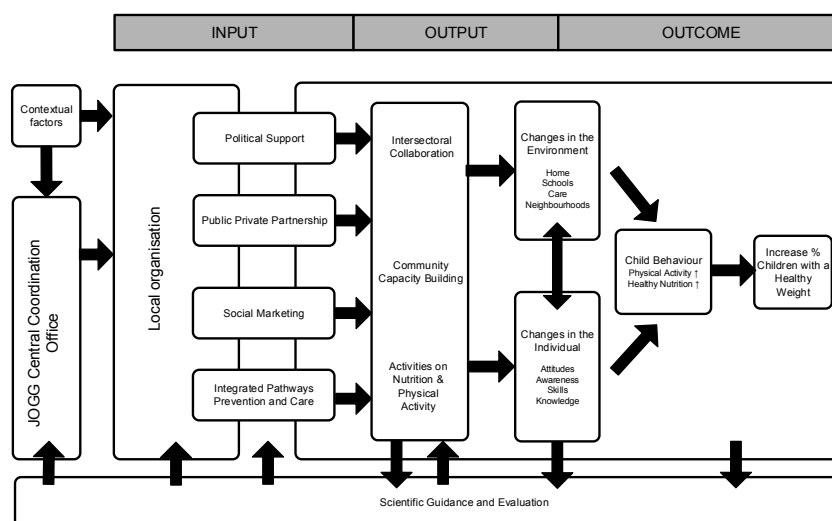 INPUT
OUTPUT
OUTCOME
Contextual
factors
JOGG Central Coordination
Office
Local organisation
Political Support
Public Private Partnership
Social Marketing
Integrated Pathways
Prevention and Care
Intersectoral
Collaboration
Community
Capacity Building
Activities on
Nutrition &
Physical
Activity
Changes in the
Environment
Home
Schools
Care
Neighbourhoods
Changes in the
Individual
Attitudes
Awareness
Skills
Knowledge
Child Behaviour
Physical Activity ↑
Healthy Nutrition ↑
Increase %
Children with a
Healthy
Weight
Scientific Guidance and Evaluation